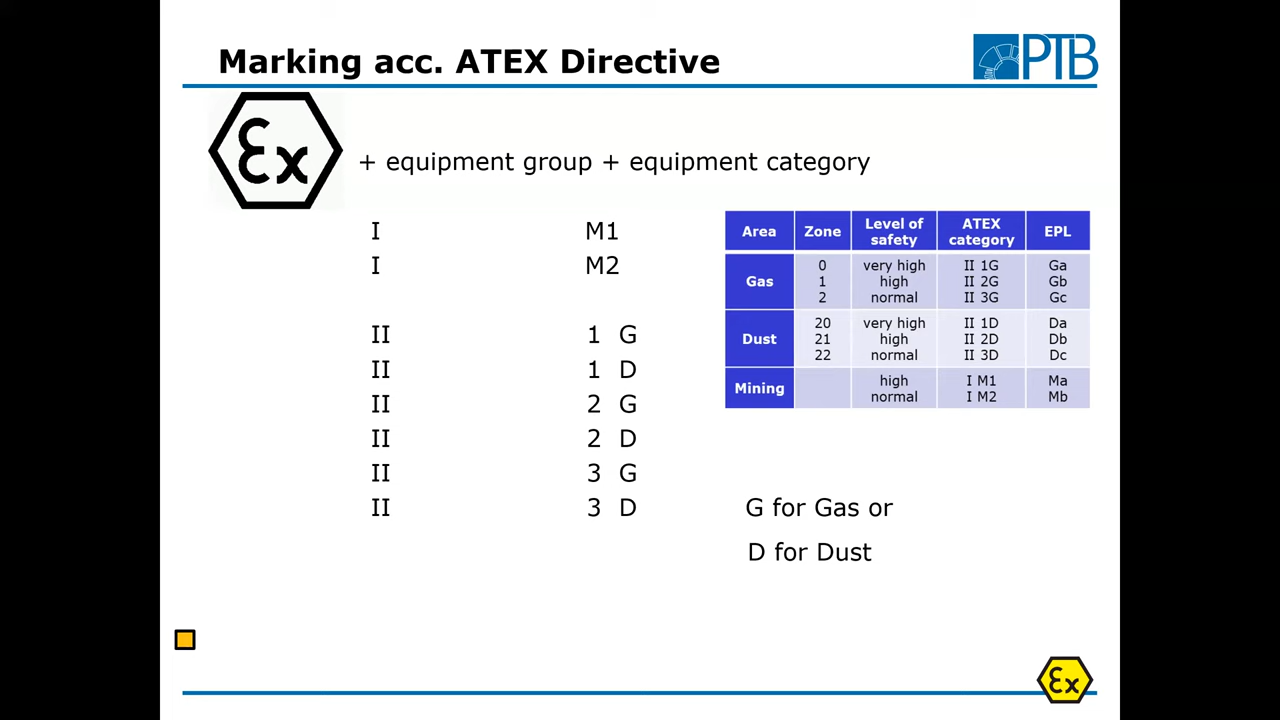 Marking acc. ATEX Directive
PTB
Ex
+ equipment group + equipment category
I M1
I M2
II 1 G
II 1 D
II 2 G
II 2 D
II 3 G
II 3 D
Area Zone Level of safety ATEX category EPL
Gas
0 very high II 1G Ga
1 high II 2G Gb
2 normal II 3G Gc
Dust
20 very high II 1D Da
21 high II 2D Db
22 normal II 3D Dc
Mining
high I M1 Ma
normal I M2 Mb
G for Gas or
D for Dust
Ex